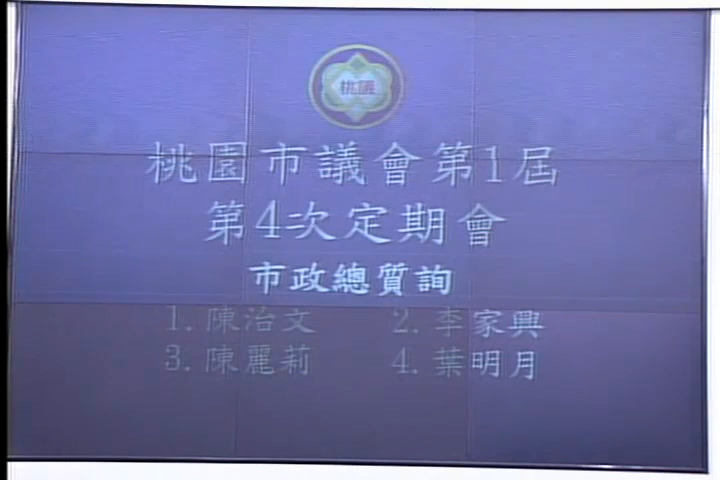 桃議
桃園市議會第1屆
第4次定期會
市政總質詢
1. 陳治文 2. 李家興
3. 陳麗莉 4. 葉明月